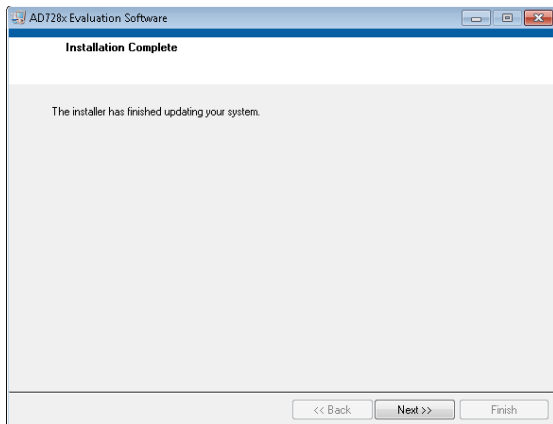 AD728x Evaluation Software
Installation Complete
The installer has finished updating your system.
<< Back Next >> Finish